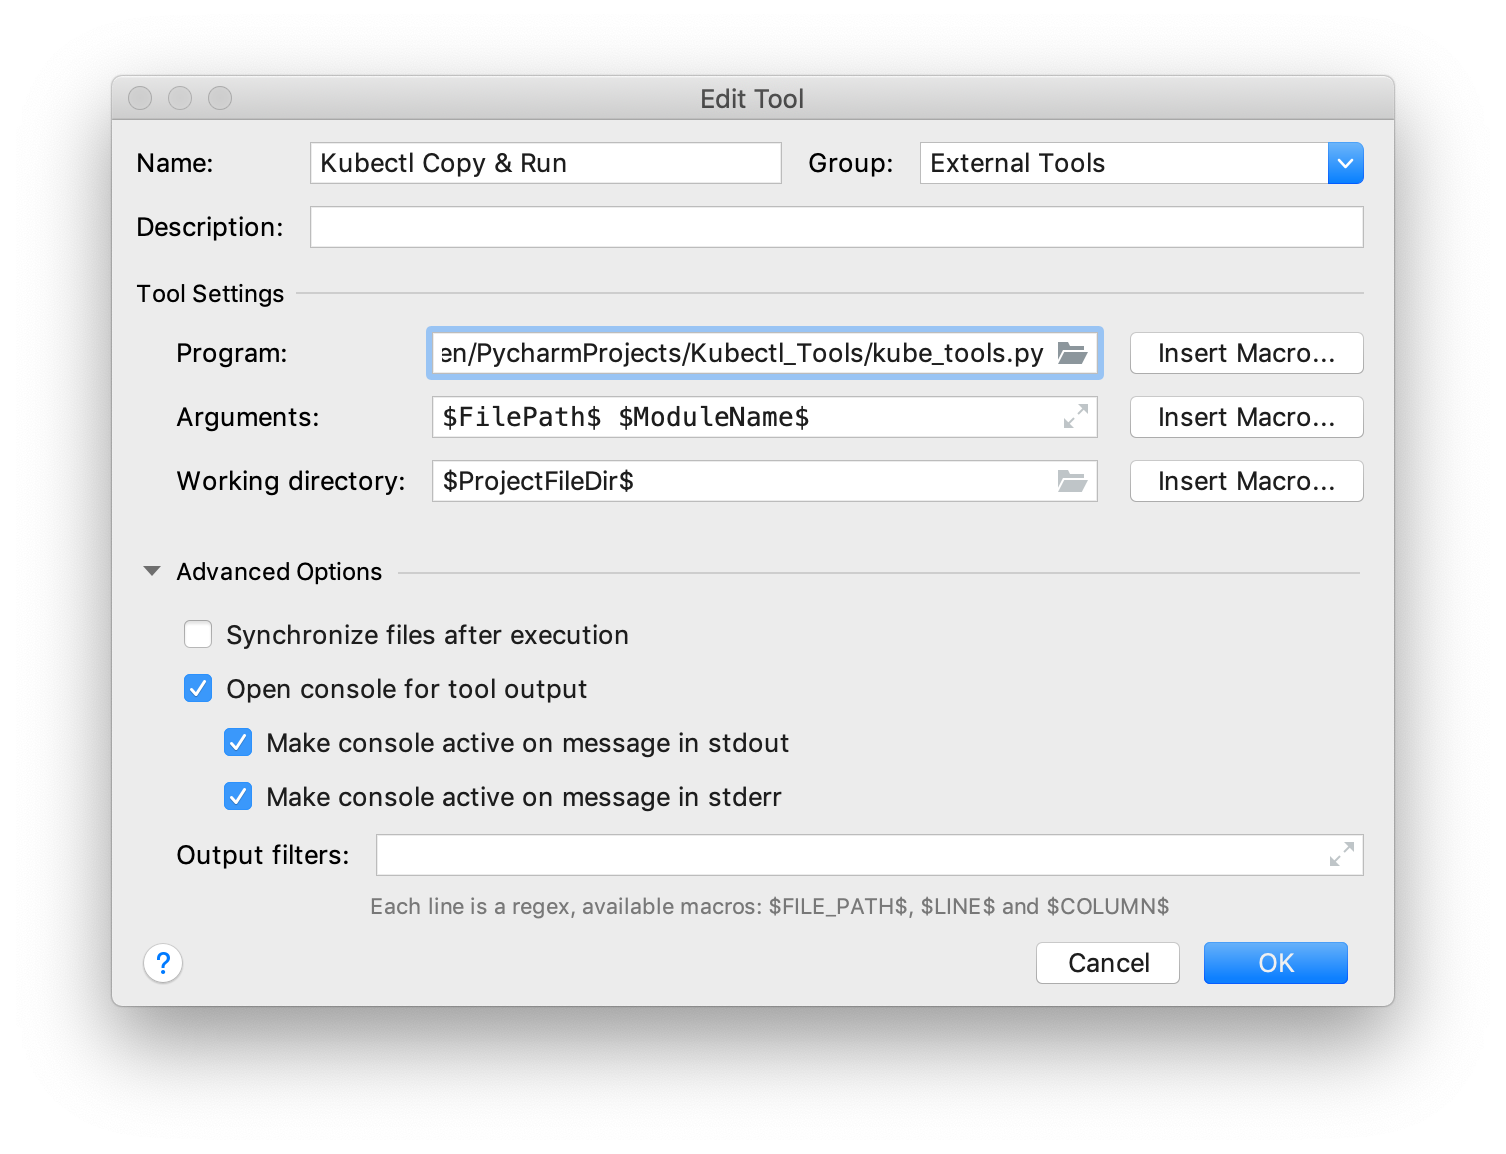 Edit Tool
Name: Kubectl Copy & Run Group: External Tools
Description:
Tool Settings
Program: en/PycharmProjects/Kubectl_Tools/kube_tools.py Insert Macro...
Arguments: $FilePath$ $ModuleName$ Insert Macro...
Working directory: $ProjectFileDir$ Insert Macro...
Advanced Options
Synchronize files after execution
Open console for tool output
Make console active on message in stdout
Make console active on message in stderr
Output filters:
Each line is a regex, available macros: $FILE_PATH$, $LINE$ and $COLUMN$
? Cancel OK